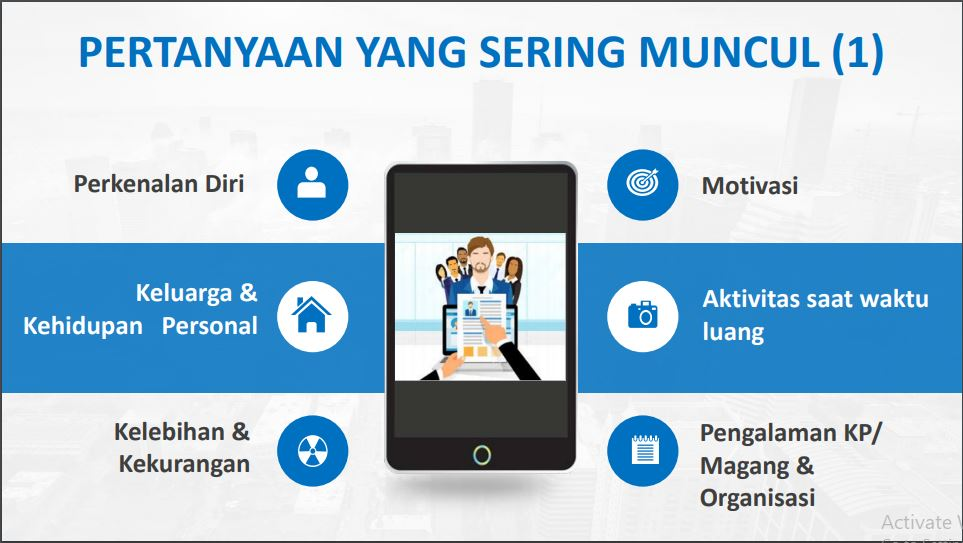 PERTANYAAN YANG SERING MUNCUL (1)
Perkenalan Diri
Motivasi
Keluarga &
Kehidupan Personal
Aktivitas saat waktu
luang
Kelebihan &
Kekurangan
Pengalaman KP/
Magang &
Organisasi
Activate